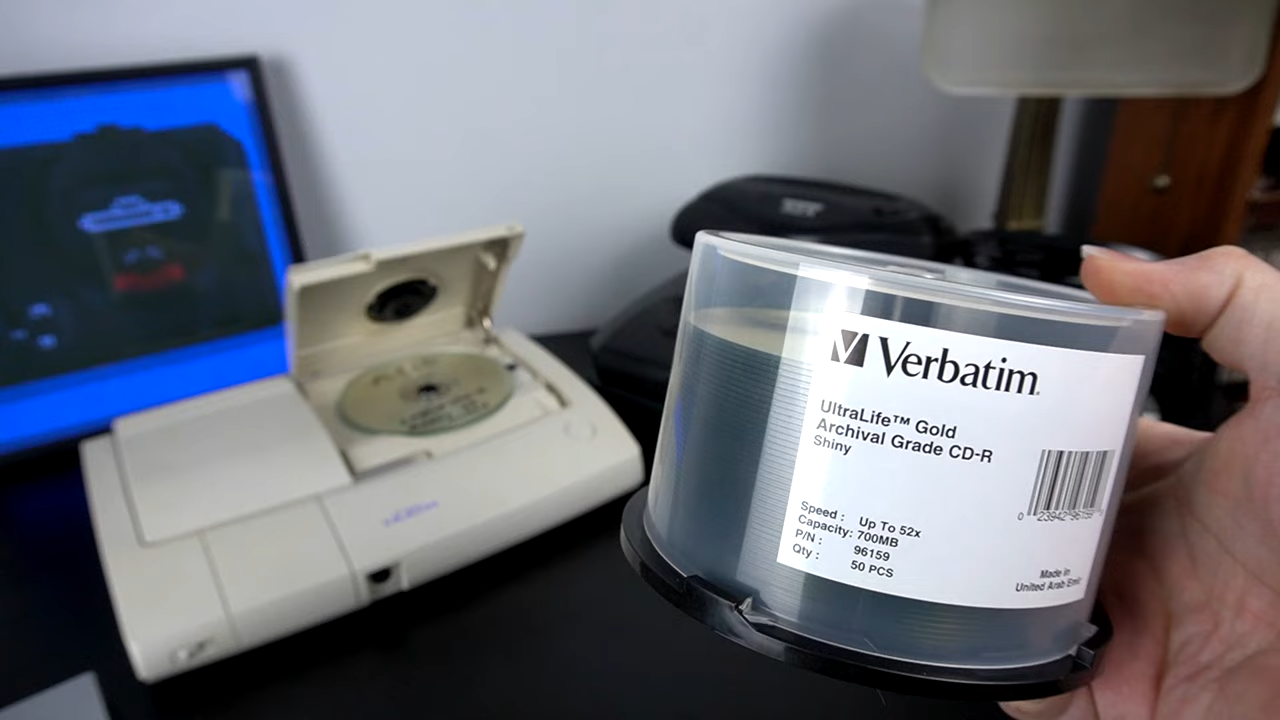 Verbatim
UltraLife™ Gold
Archival Grade CD-R
Shiny
Speed : Up To 52x
Capacity: 700MB
P/N : 96159
Qty : 50 PCS
Made in
United Arab